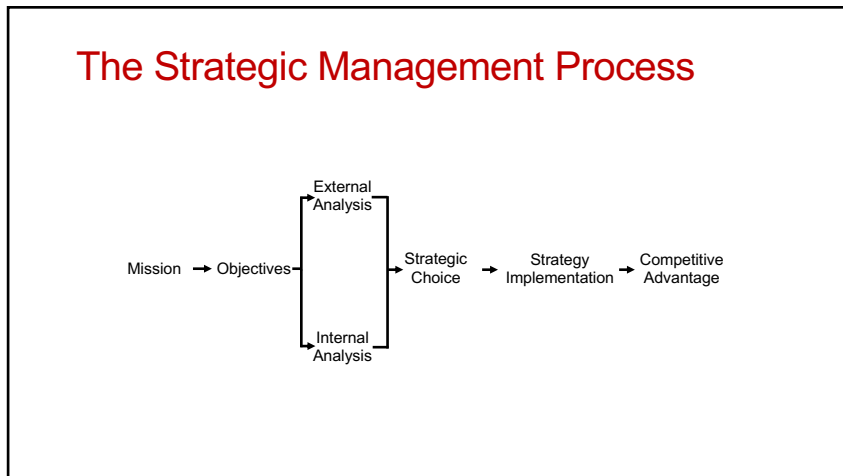 The Strategic Management Process
External
Analysis
Mission
Objectives
Strategic
Choice
Strategy
Implementation
Competitive
Advantage
Internal
Analysis